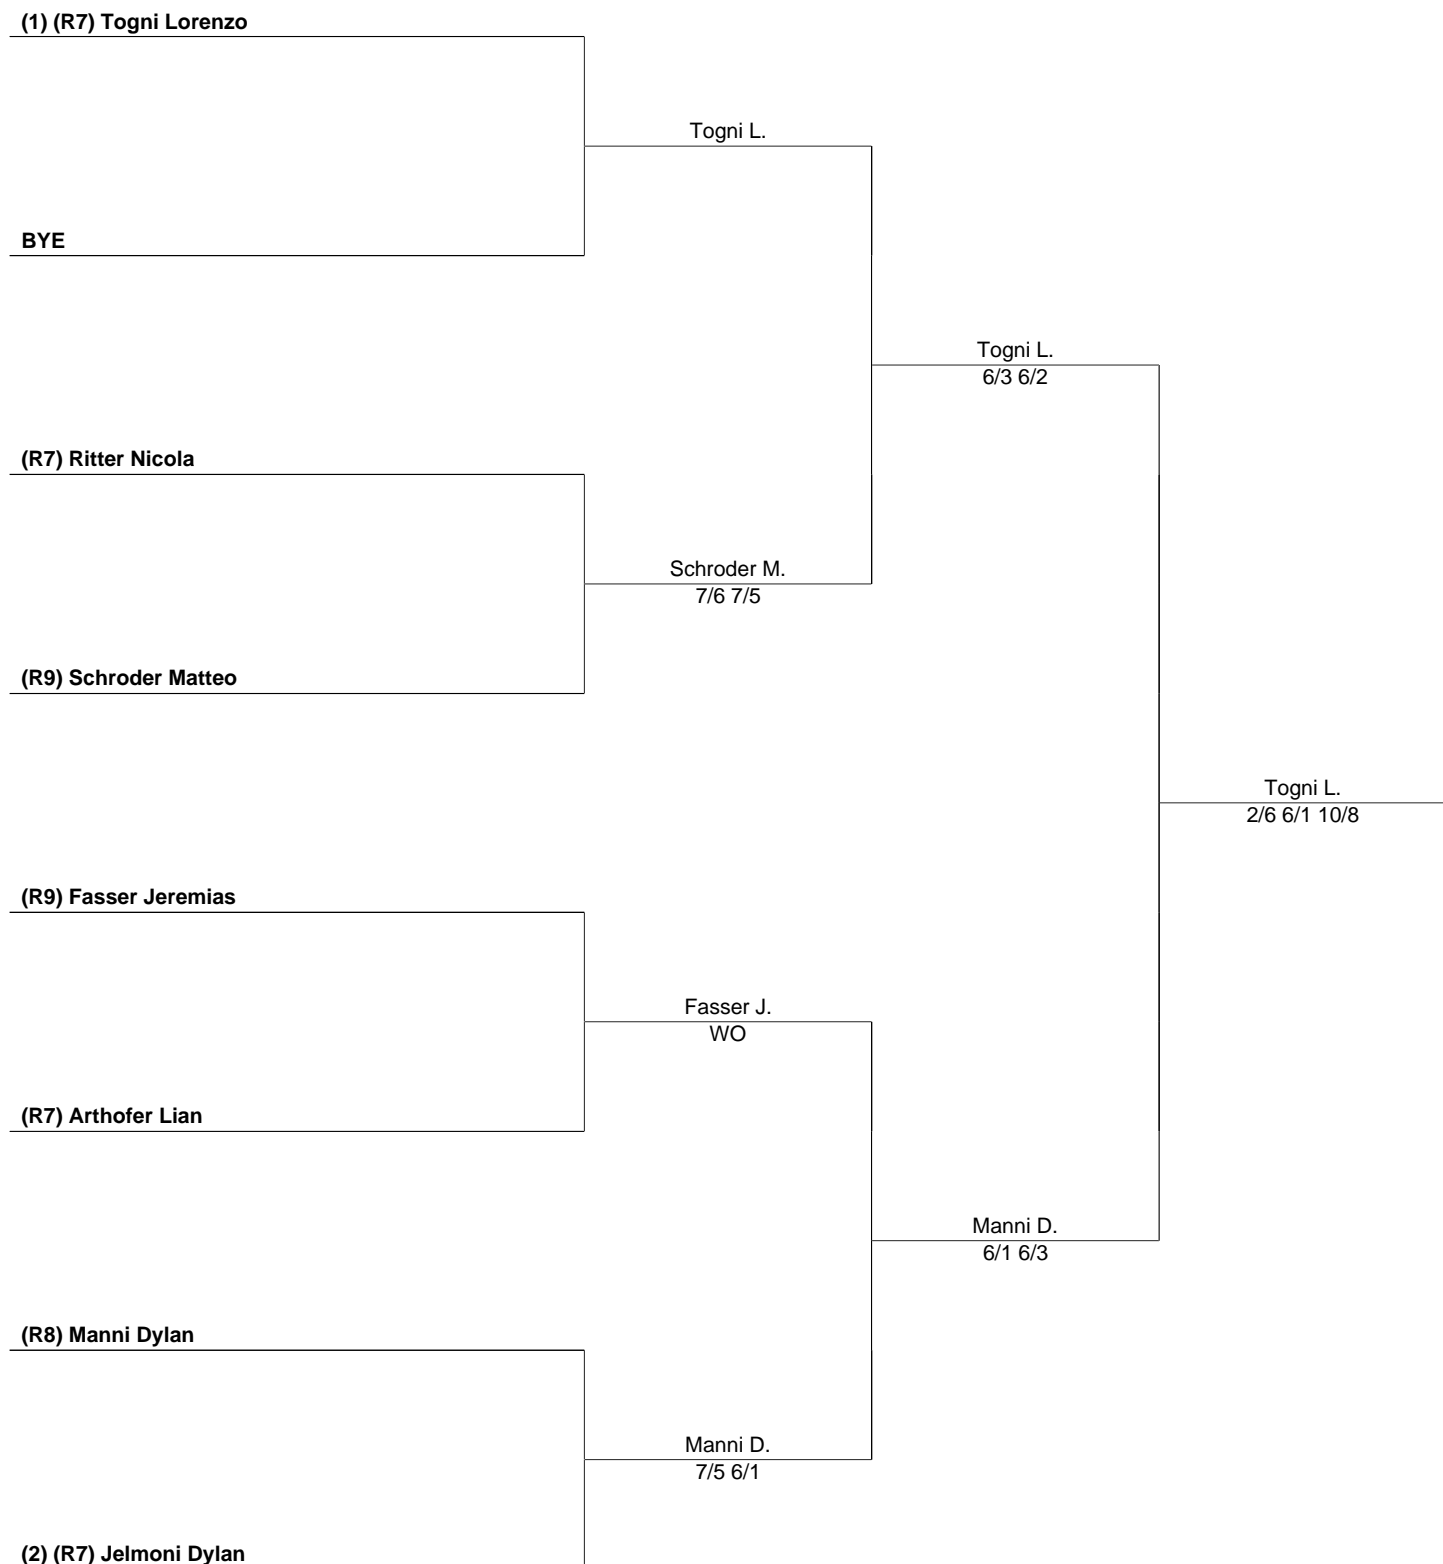 (1) (R7) Togni Lorenzo
Togni L.
BYE
Togni L.
6/3 6/2
(R7) Ritter Nicola
Schroder M.
7/6 7/5
(R9) Schroder Matteo
Togni L.
2/6 6/1 10/8
(R9) Fasser Jeremias
Fasser J.
WO
(R7) Arthofer Lian
Manni D.
6/1 6/3
(R8) Manni Dylan
Manni D.
7/5 6/1
(2) (R7) Jelmoni Dylan